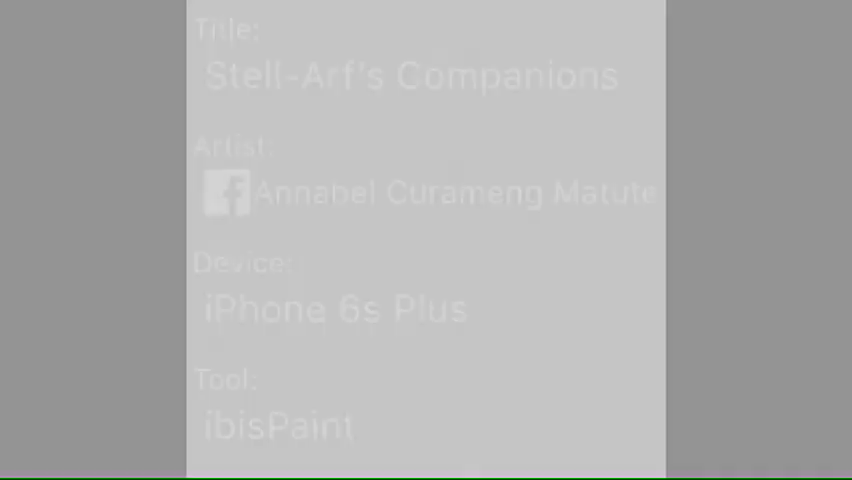 Title:
Stell-Arf's Companions
Artist:
Annabel Curameng Matute
Device:
iPhone 6s Plus
Tool:
ibisPaint